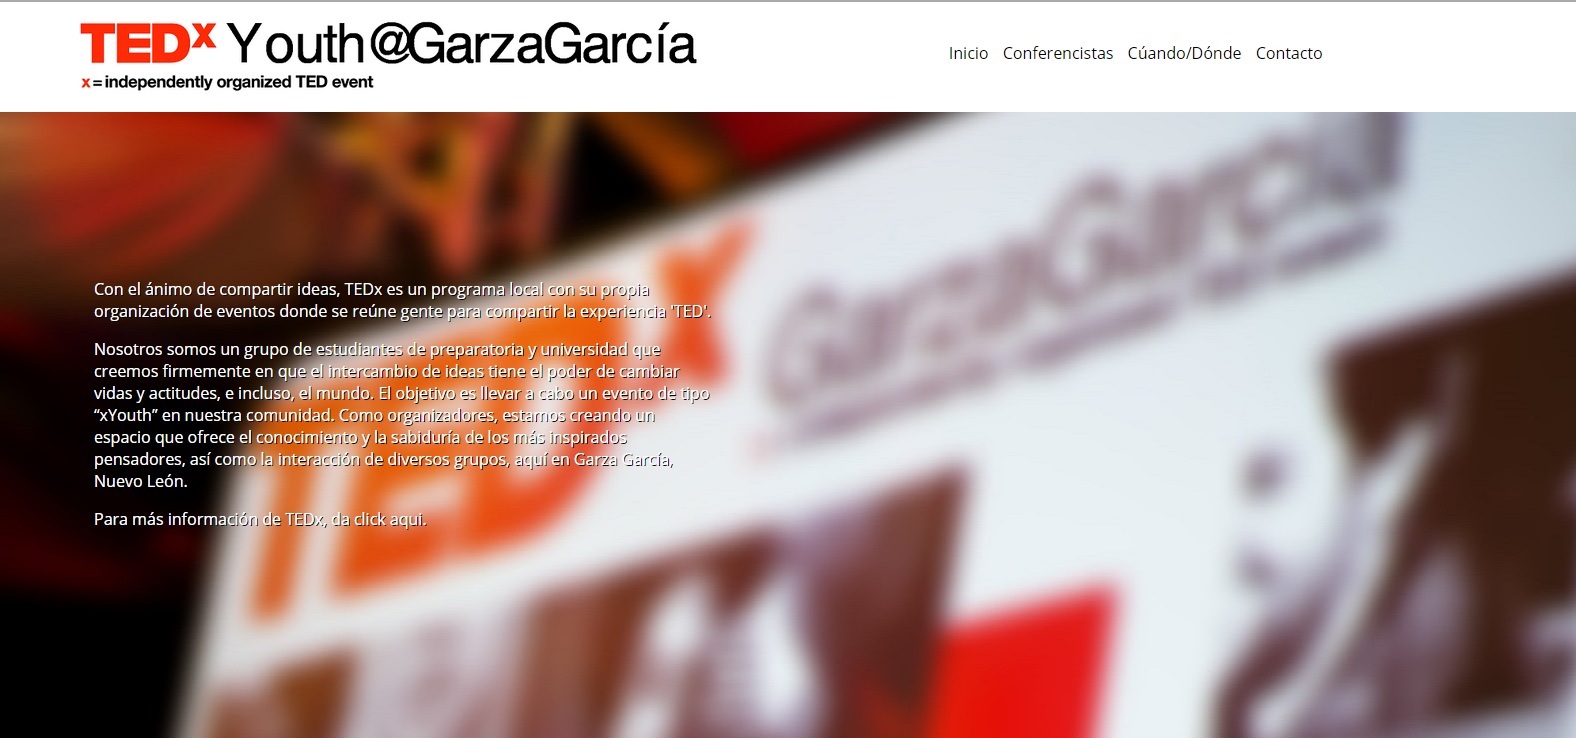 TEDx Youth@GarzaGarcía
x = independently organized TED event
Inicio Conferencistas Cúando/Dónde Contacto
Con el ánimo de compartir ideas, TEDx es un programa local con su propia
organización de eventos donde se reúne gente para compartir la experiencia 'TED'.
Nosotros somos un grupo de estudiantes de preparatoria y universidad que
creemos firmemente en que el intercambio de ideas tiene el poder de cambiar
vidas y actitudes, e incluso, el mundo. El objetivo es llevar a cabo un evento de tipo
“xYouth” en nuestra comunidad. Como organizadores, estamos creando un
espacio que ofrece el conocimiento y la sabiduría de los más inspirados
pensadores, así como la interacción de diversos grupos, aquí en Garza García,
Nuevo León.
Para más información de TEDx, da click aqui.
TEDx GarzaGarcía